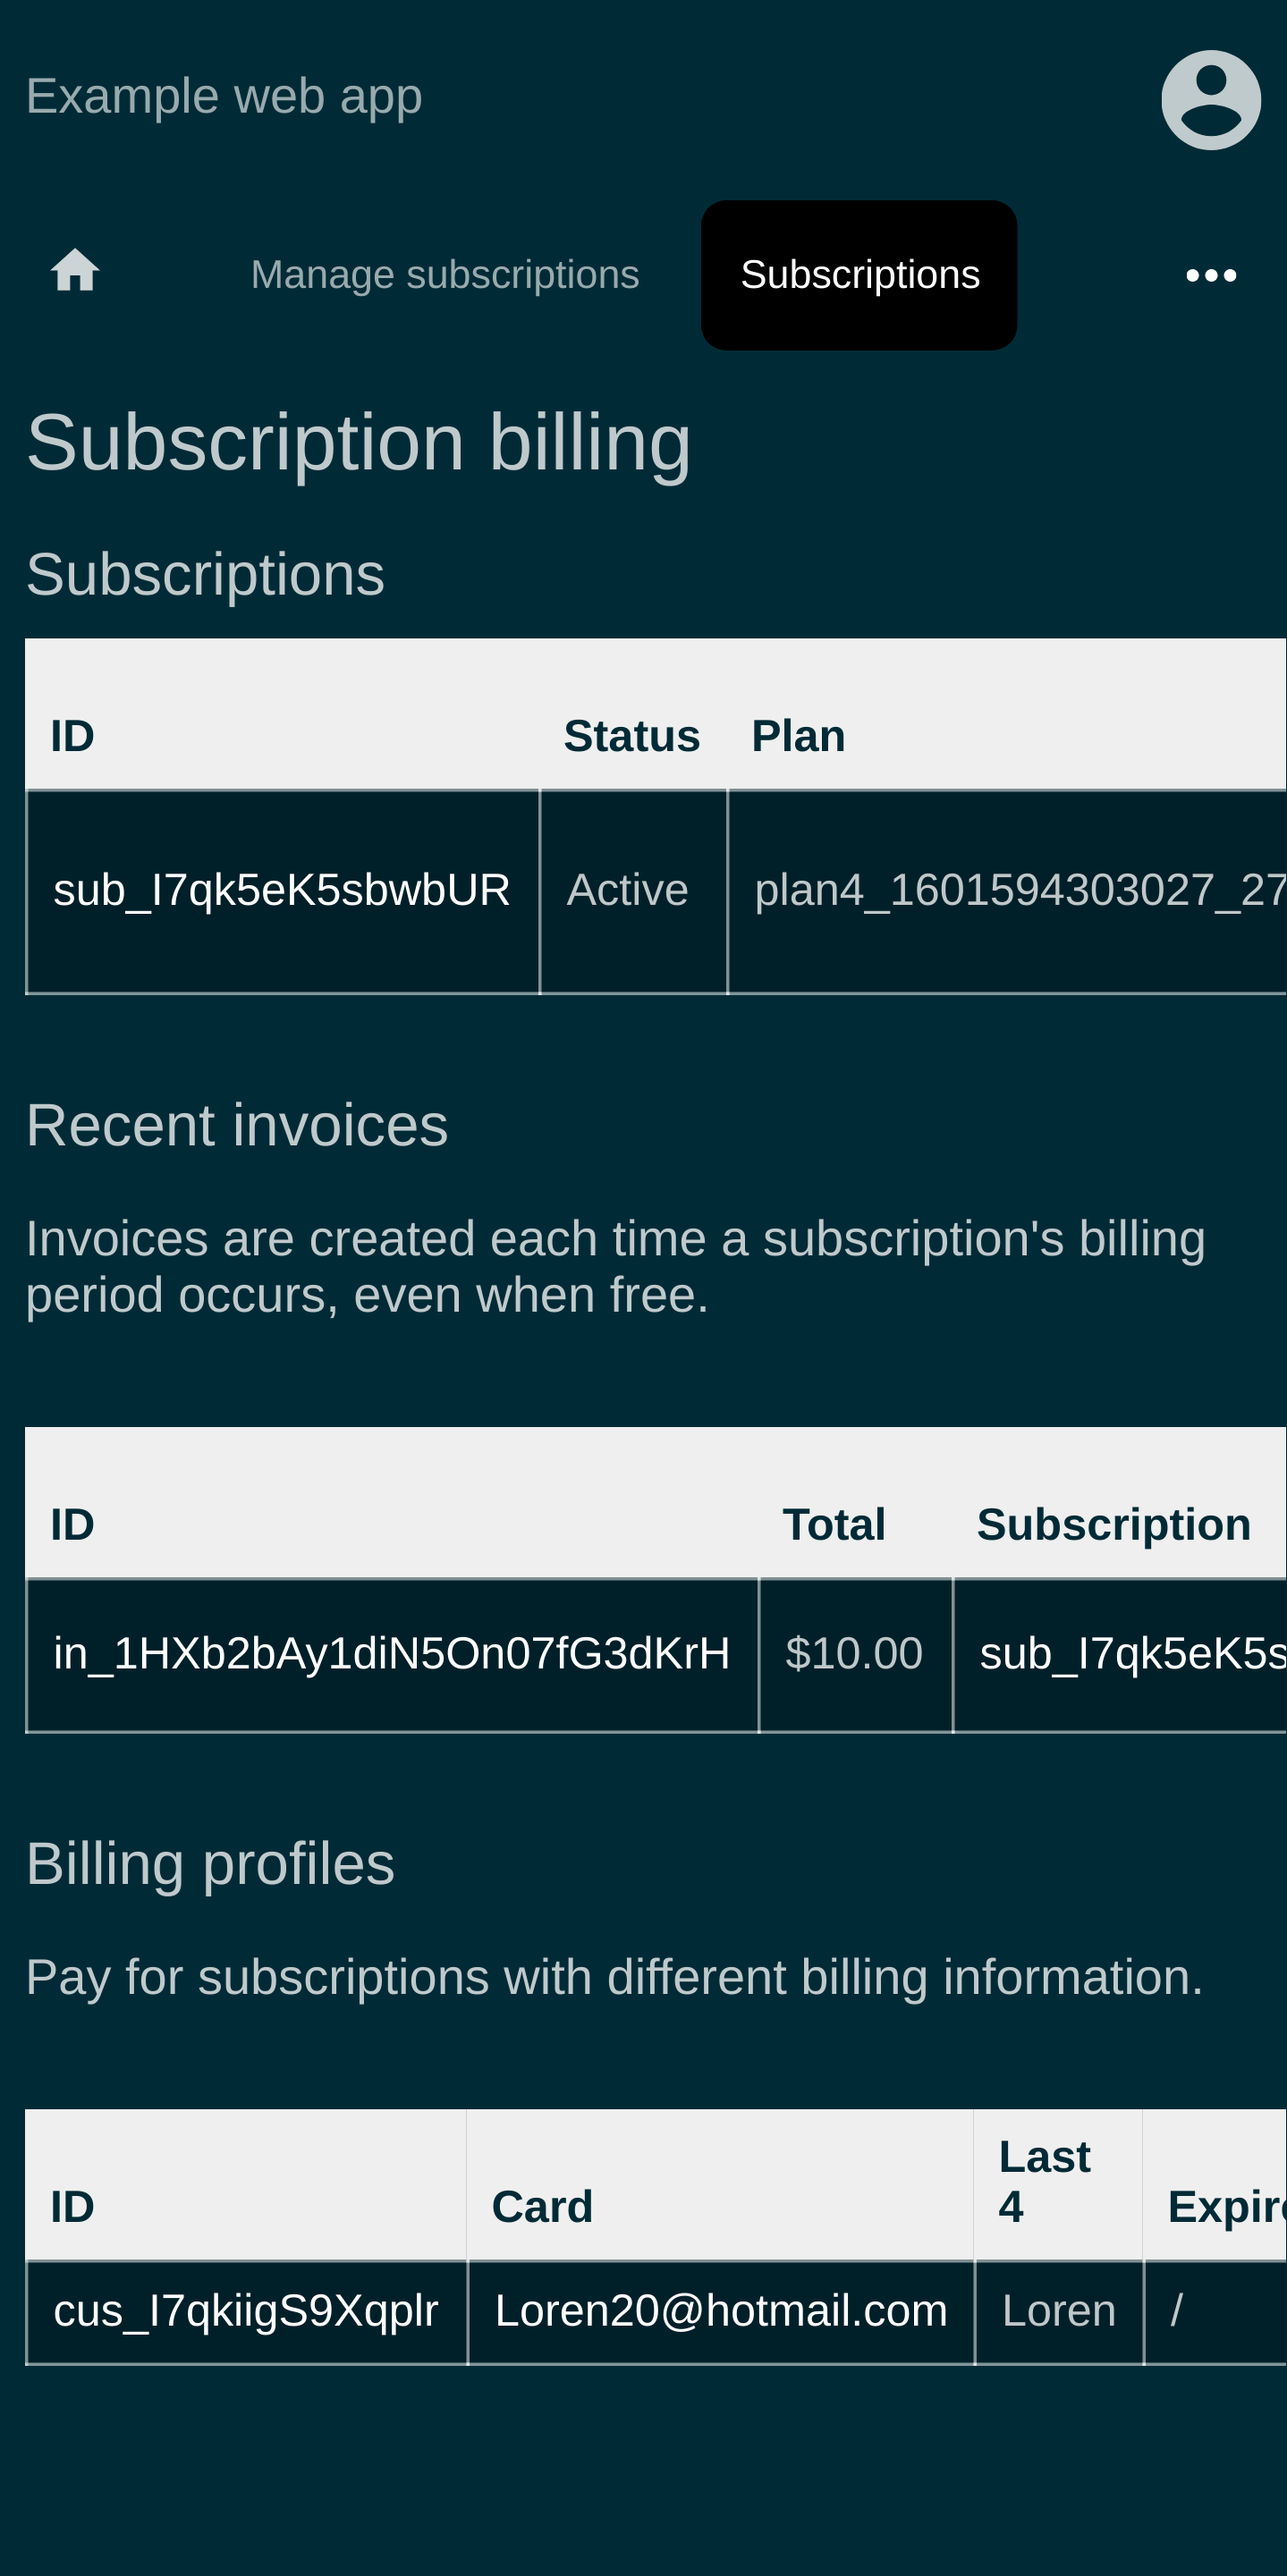 Example web app
Manage subscriptions Subscriptions
Subscription billing
Subscriptions
ID Status Plan
sub_I7qk5eK5sbwbUR Active plan4_1601594303027_27
Recent invoices
Invoices are created each time a subscription's billing
period occurs, even when free.
ID Total Subscription
in_1HXb2bAy1diN5On07fG3dKrH $10.00 sub_I7qk5eK5s
Billing profiles
Pay for subscriptions with different billing information.
ID Card Last 4 Expire
cus_I7qkiigS9Xqplr Loren20@hotmail.com Loren /